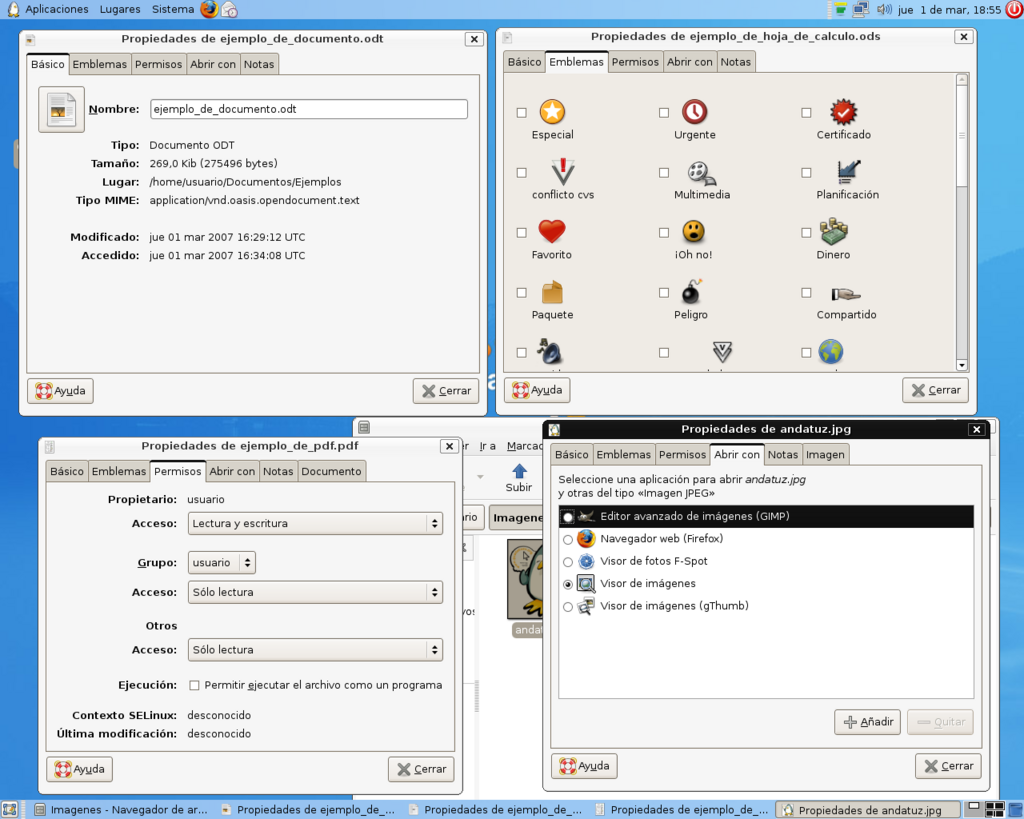 Aplicaciones Lugares Sistema jue 1 de mar, 18:55
Propiedades de ejemplo_de_documento.odt
Básico Emblemas Permisos Abrir con Notas
Nombre: ejemplo_de_documento.odt
Tipo: Documento ODT
Tamaño: 269,0 Kib (275496 bytes)
Lugar: /home/usuario/Documentos/Ejemplos
Tipo MIME: application/vnd.oasis.opendocument.text
Modificado: jue 01 mar 2007 16:29:12 UTC
Accedido: jue 01 mar 2007 16:34:08 UTC
Ayuda Cerrar
Propiedades de ejemplo_de_hoja_de_calculo.ods
Básico Emblemas Permisos Abrir con Notas
Especial Urgente Certificado
conflicto cvs Multimedia Planificación
Favorito ¡Oh no! Dinero
Paquete Peligro Compartido
Ayuda Cerrar
Propiedades de ejemplo_de_pdf.pdf
Básico Emblemas Permisos Abrir con Notas Documento
Propietario: usuario
Acceso: Lectura y escritura
Grupo: usuario
Acceso: Sólo lectura
Otros
Acceso: Sólo lectura
Ejecución: Permitir ejecutar el archivo como un programa
Contexto SELinux: desconocido
Última modificación: desconocido
Ayuda Cerrar
Ir a Marcad
Subir
Imagene
andat
Propiedades de andatuz.jpg
Básico Emblemas Permisos Abrir con Notas Imagen
Seleccione una aplicación para abrir andatuz.jpg
y otras del tipo «Imagen JPEG»
Editor avanzado de imágenes (GIMP)
Navegador web (Firefox)
Visor de fotos F-Spot
Visor de imágenes
Visor de imágenes (gThumb)
Añadir Quitar
Ayuda Cerrar
Imagenes - Navegador de ar... Propiedades de ejemplo_de_... Propiedades de ejemplo_de_... Propiedades de ejemplo_de_... Propiedades de andatuz.jpg